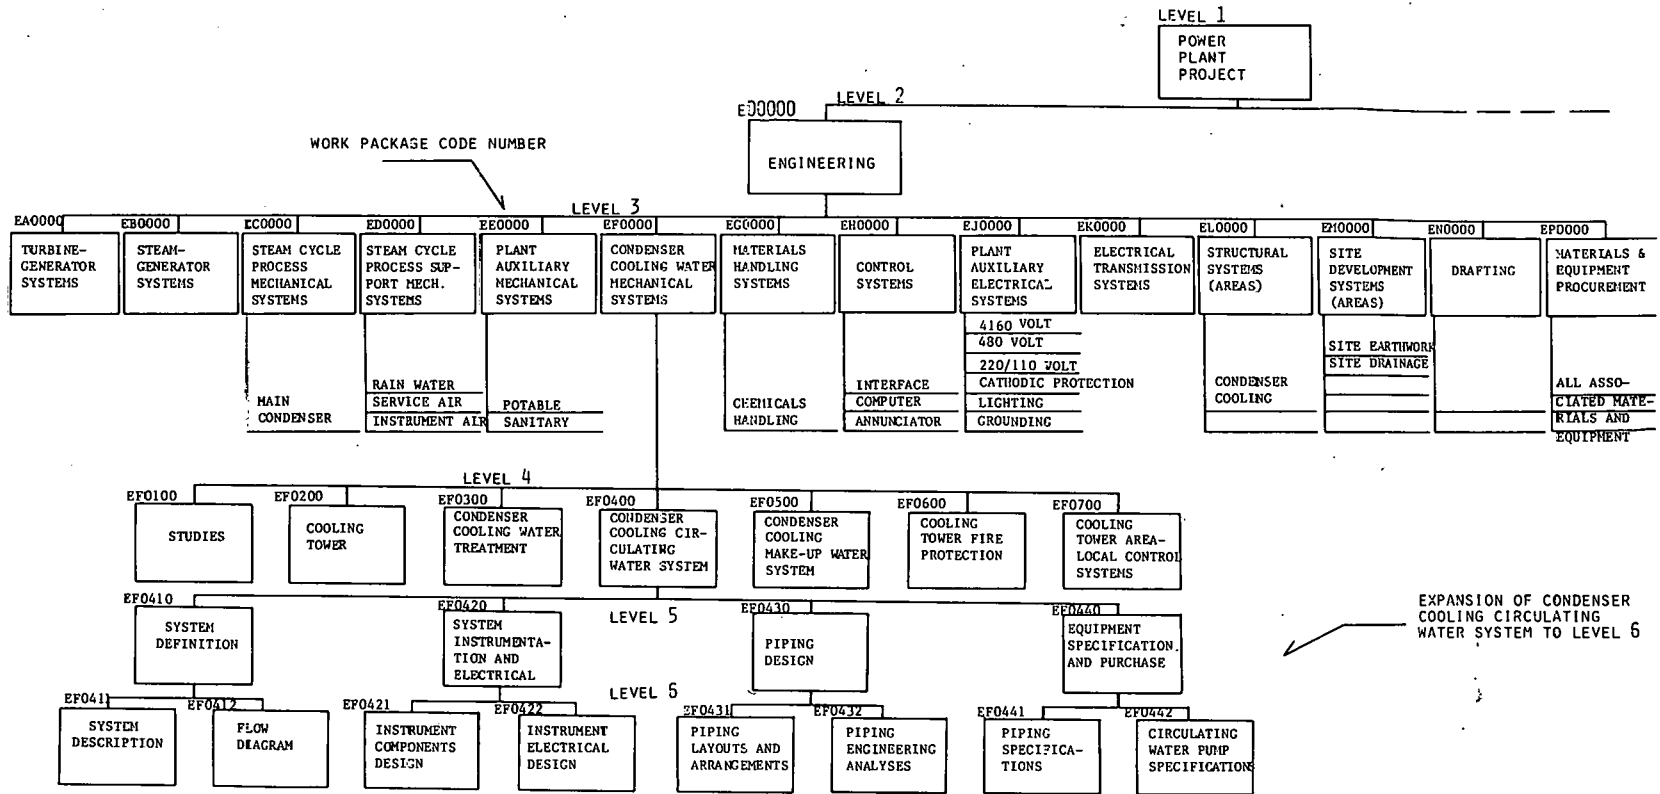 LEVEL 1
POWER
PLANT
PROJECT
LEVEL 2
E00000
ENGINEERING
WORK PACKAGE CODE NUMBER
LEVEL 3
EA0000
TURBINE-
GENERATOR
SYSTEMS
EB0000
STEAM-
GENERATOR
SYSTEMS
EC0000
STEAM CYCLE
PROCESS
MECHANICAL
SYSTEMS
MAIN
CONDENSER
ED0000
STEAM CYCLE
PROCESS SUP-
PORT MECH.
SYSTEMS
RAIN WATER
SERVICE AIR
INSTRUMENT AIR
EE0000
PLANT
AUXILIARY
MECHANICAL
SYSTEMS
POTABLE
SANITARY
EF0000
CONDENSER
COOLING WATER
MECHANICAL
SYSTEMS
EG0000
MATERIALS
HANDLING
SYSTEMS
CHEMICALS
HANDLING
EH0000
CONTROL
SYSTEMS
INTERFACE
COMPUTER
ANNUNCIATOR
EJ0000
PLANT
AUXILIARY
ELECTRICAL
SYSTEMS
4160 VOLT
480 VOLT
220/110 VOLT
CATHODIC PROTECTION
LIGHTING
GROUNDING
EK0000
ELECTRICAL
TRANSMISSION
SYSTEMS
EL0000
STRUCTURAL
SYSTEMS
(AREAS)
CONDENSER
COOLING
EM0000
SITE
DEVELOPMENT
SYSTEMS
(AREAS)
SITE EARTHWORK
SITE DRAINAGE
EN0000
DRAFTING
EP0000
MATERIALS &
EQUIPMENT
PROCUREMENT
ALL ASSO-
CIATED MATE-
RIALS AND
EQUIPMENT
LEVEL 4
EF0100
STUDIES
EF0200
COOLING
TOWER
EF0300
CONDENSER
COOLING WATER
TREATMENT
EF0400
CONDENSER
COOLING CIR-
CULATING
WATER SYSTEM
EF0500
CONDENSER
COOLING
MAKE-UP WATER
SYSTEM
EF0600
COOLING
TOWER FIRE
PROTECTION
EF0700
COOLING
TOWER AREA-
LOCAL CONTROL
SYSTEMS
LEVEL 5
EF0410
SYSTEM
DEFINITION
EF0420
SYSTEM
INSTRUMENTA-
TION AND
ELECTRICAL
EF0430
PIPING
DESIGN
EF0440
EQUIPMENT
SPECIFICATION.
AND PURCHASE
EXPANSION OF CONDENSER
COOLING CIRCULATING
WATER SYSTEM TO LEVEL 6
LEVEL 6
EF0411
SYSTEM
DESCRIPTION
EF0412
FLOW
DIAGRAM
EF0421
INSTRUMENT
COMPONENTS
DESIGN
EF0422
INSTRUMENT
ELECTRICAL
DESIGN
EF0431
PIPING
LAYOUTS AND
ARRANGEMENTS
EF0432
PIPING
ENGINEERING
ANALYSES
EF0441
PIPING
SPECIFICA-
TIONS
EF0442
CIRCULATING
WATER PUMP
SPECIFICATIONS